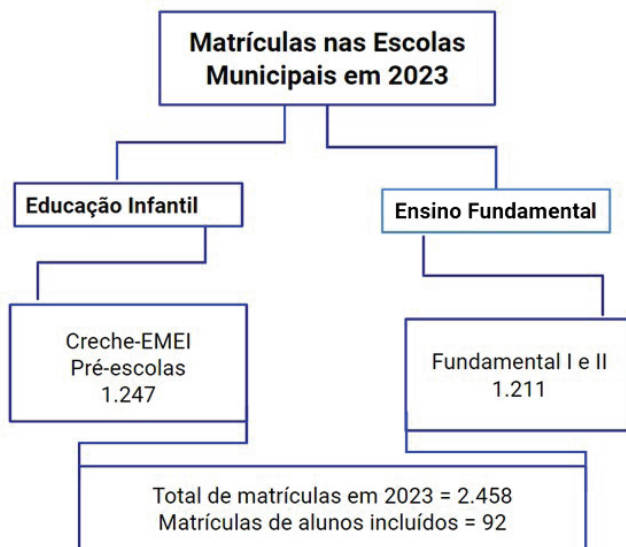 Matrículas nas Escolas
Municipais em 2023
Educação Infantil
Ensino Fundamental
Creche-EMEI
Pré-escolas
1.247
Fundamental I e II
1.211
Total de matrículas em 2023 = 2.458
Matrículas de alunos incluídos = 92